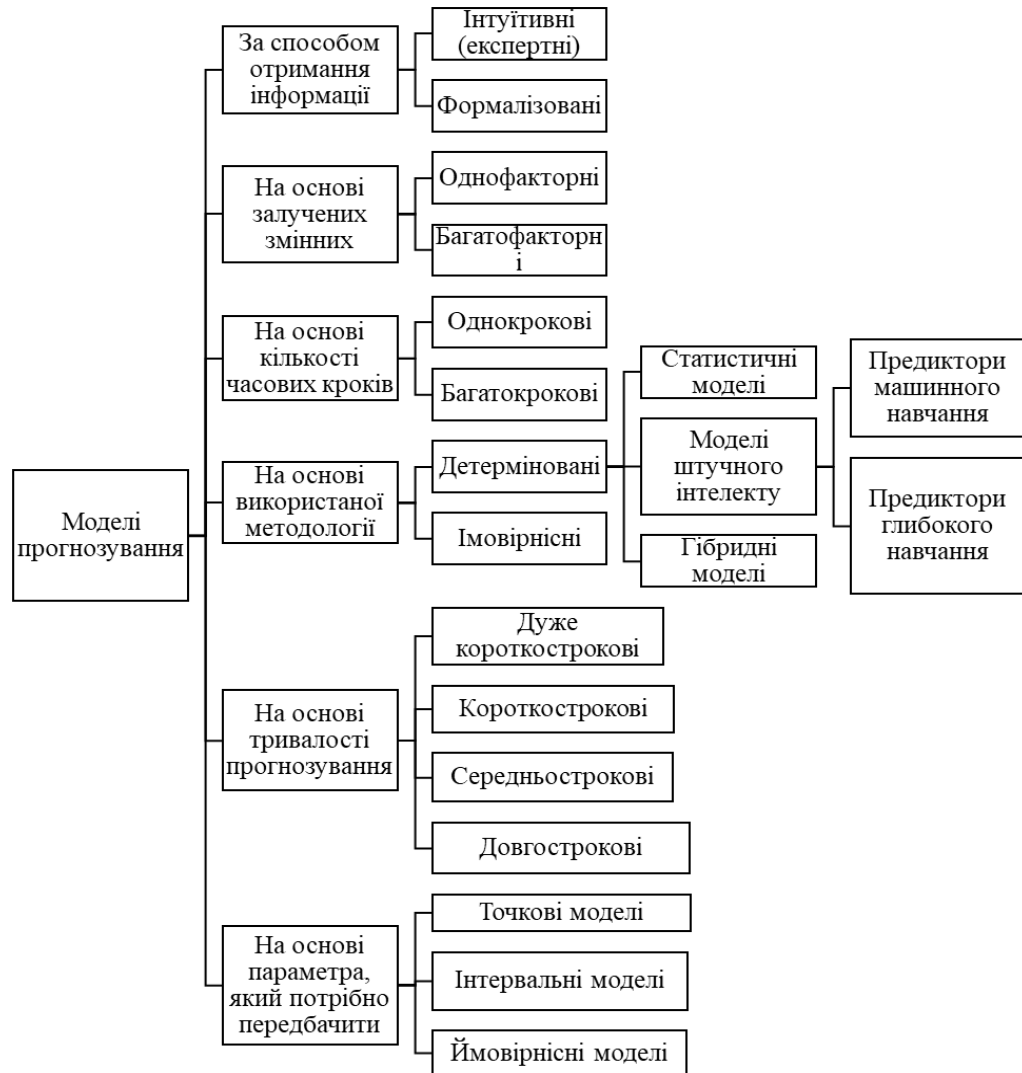 Моделі
прогнозування
За способом
отримання
інформації
Інтуїтивні
(експертні)
Формалізовані
На основі
залучених
змінних
Однофакторні
Багатофакторн
і
На основі
кількості
часових кроків
Однокрокові
Багатокрокові
На основі
використаної
методології
Детерміновані
Статистичні
моделі
Моделі
штучного
інтелекту
Предиктори
машинного
навчання
Предиктори
глибокого
навчання
Гібридні
моделі
Імовірнісні
На основі
тривалості
прогнозування
Дуже
короткострокові
Короткострокові
Середньострокові
Довгострокові
На основі
параметра,
який потрібно
передбачити
Точкові моделі
Інтервальні моделі
Ймовірнісні моделі